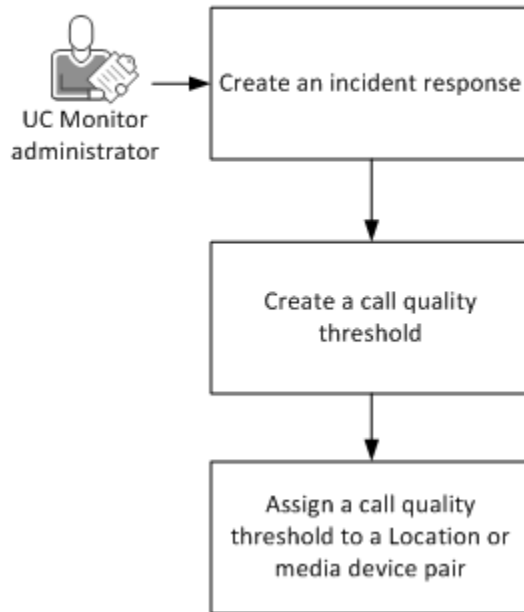 UC Monitor
administrator
Create an incident response
Create a call quality
threshold
Assign a call quality
threshold to a Location or
media device pair